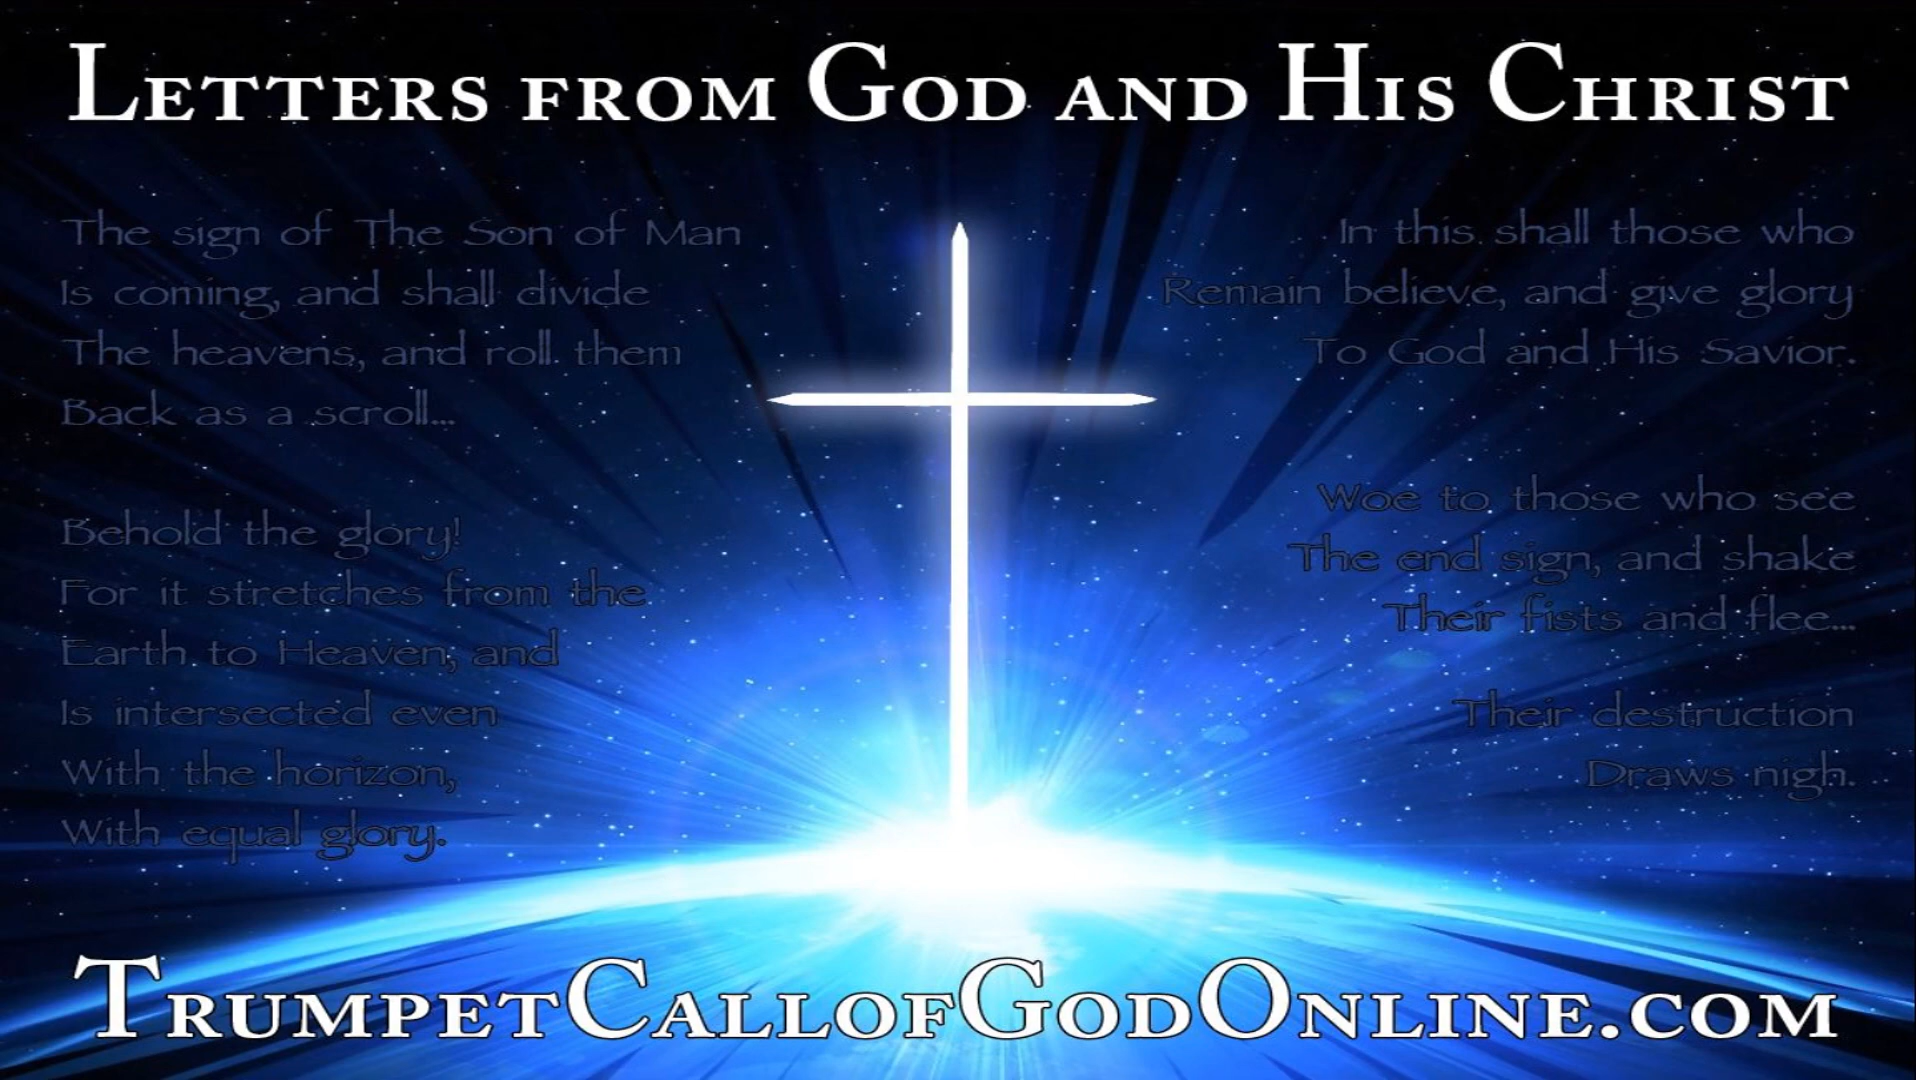 Letters from God and His Christ
The sign of The Son of Man
Is coming, and shall divide
The heavens, and roll them
Back as a scroll...
Behold the glory!
For it stretches from the
Earth to Heaven, and
Is intersected even
With the horizon,
With equal glory.
In this shall those who
Remain believe, and give glory
To God and His Savior.
Woe to those who see
The end sign, and shake
Their fists and flee...
Their destruction
Draws nigh.
TrumpetCallofGodOnline.com